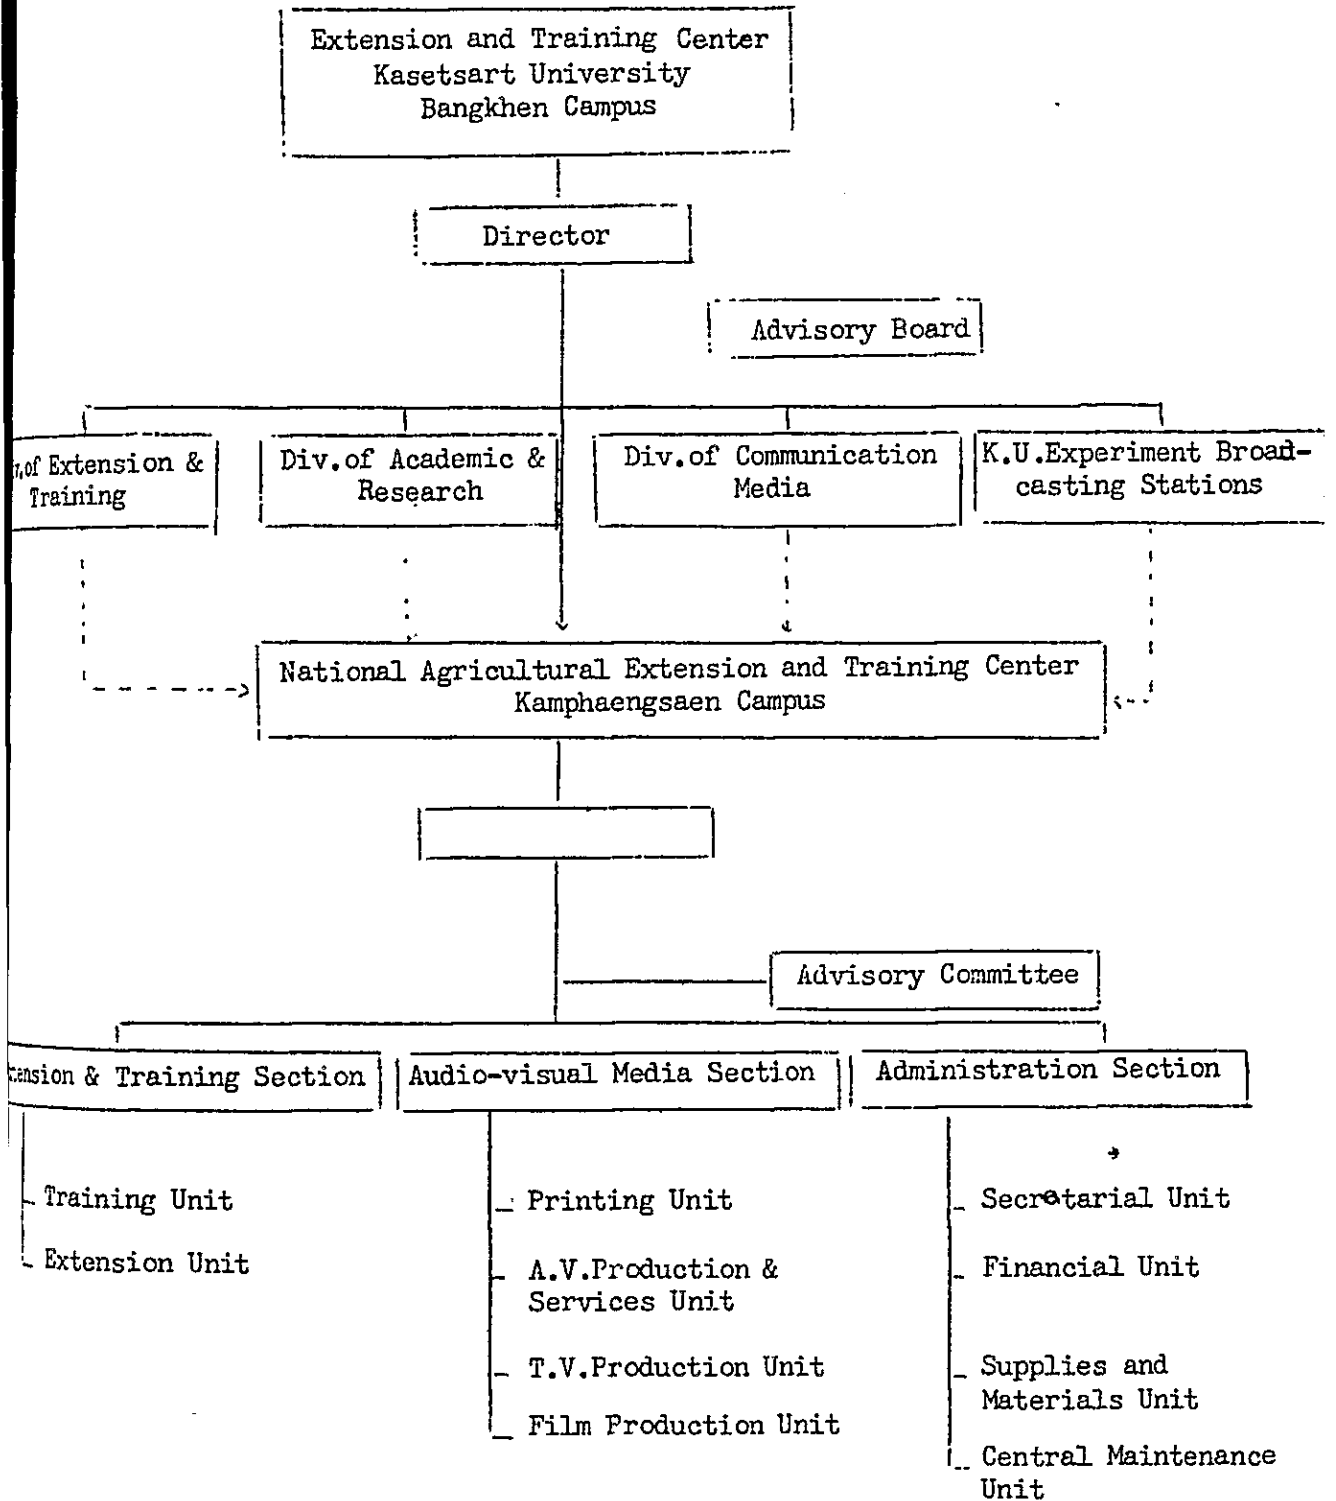 Extension and Training Center
Kasetsart University
Bangkhen Campus
Director
Advisory Board
of Extension &
Training
Div.of Academic &
Research
Div.of Communication
Media
K.U.Experiment Broad-
casting Stations
National Agricultural Extension and Training Center
Kamphaengsaen Campus
Advisory Committee
tension & Training Section
Audio-visual Media Section
Administration Section
Training Unit
Extension Unit
Printing Unit
A.V.Production &
Services Unit
T.V.Production Unit
Film Production Unit
Secretarial Unit
Financial Unit
Supplies and
Materials Unit
Central Maintenance
Unit